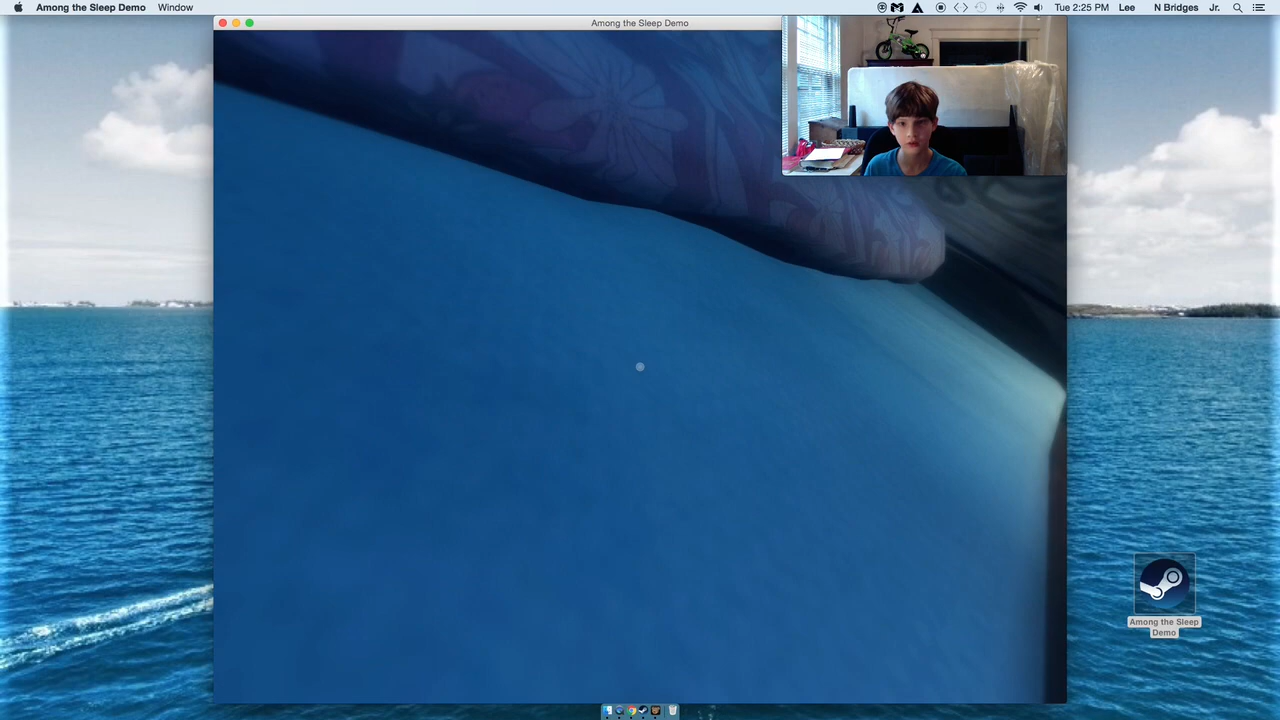 Among the Sleep Demo Window Tue 2:25 PM Lee N Bridges Jr.
Among the Sleep Demo
Among the Sleep
Demo